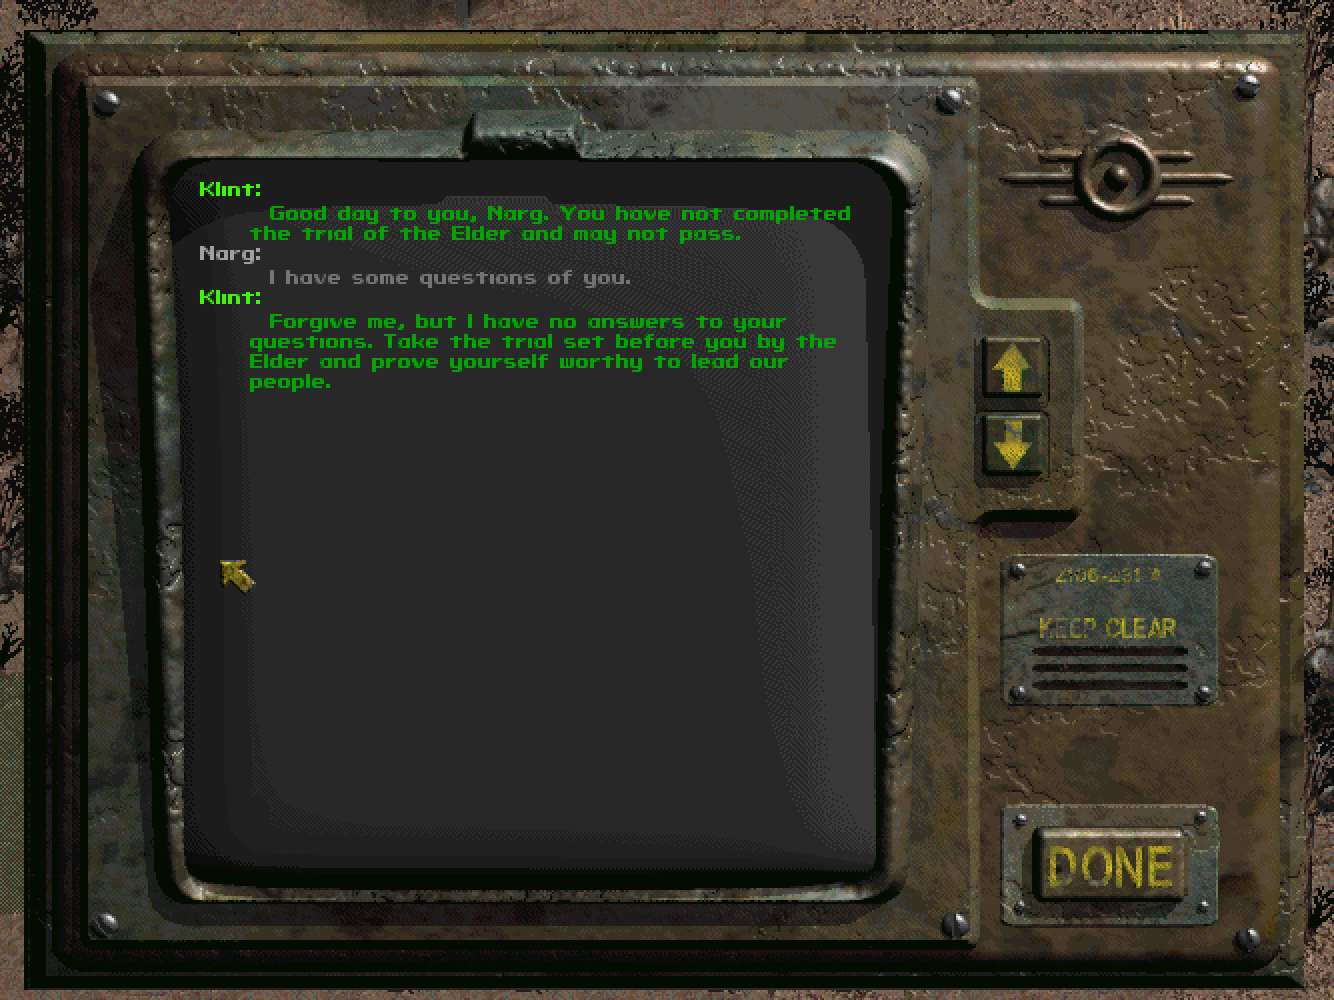 Klint:
Good day to you, Narg. You have not completed
the trial of the Elder and may not pass.
Narg:
I have some questions of you.
Klint:
Forgive me, but I have no answers to your
questions. Take the trial set before you by the
Elder and prove yourself worthy to lead our
people.
KEEP CLEAR
DONE